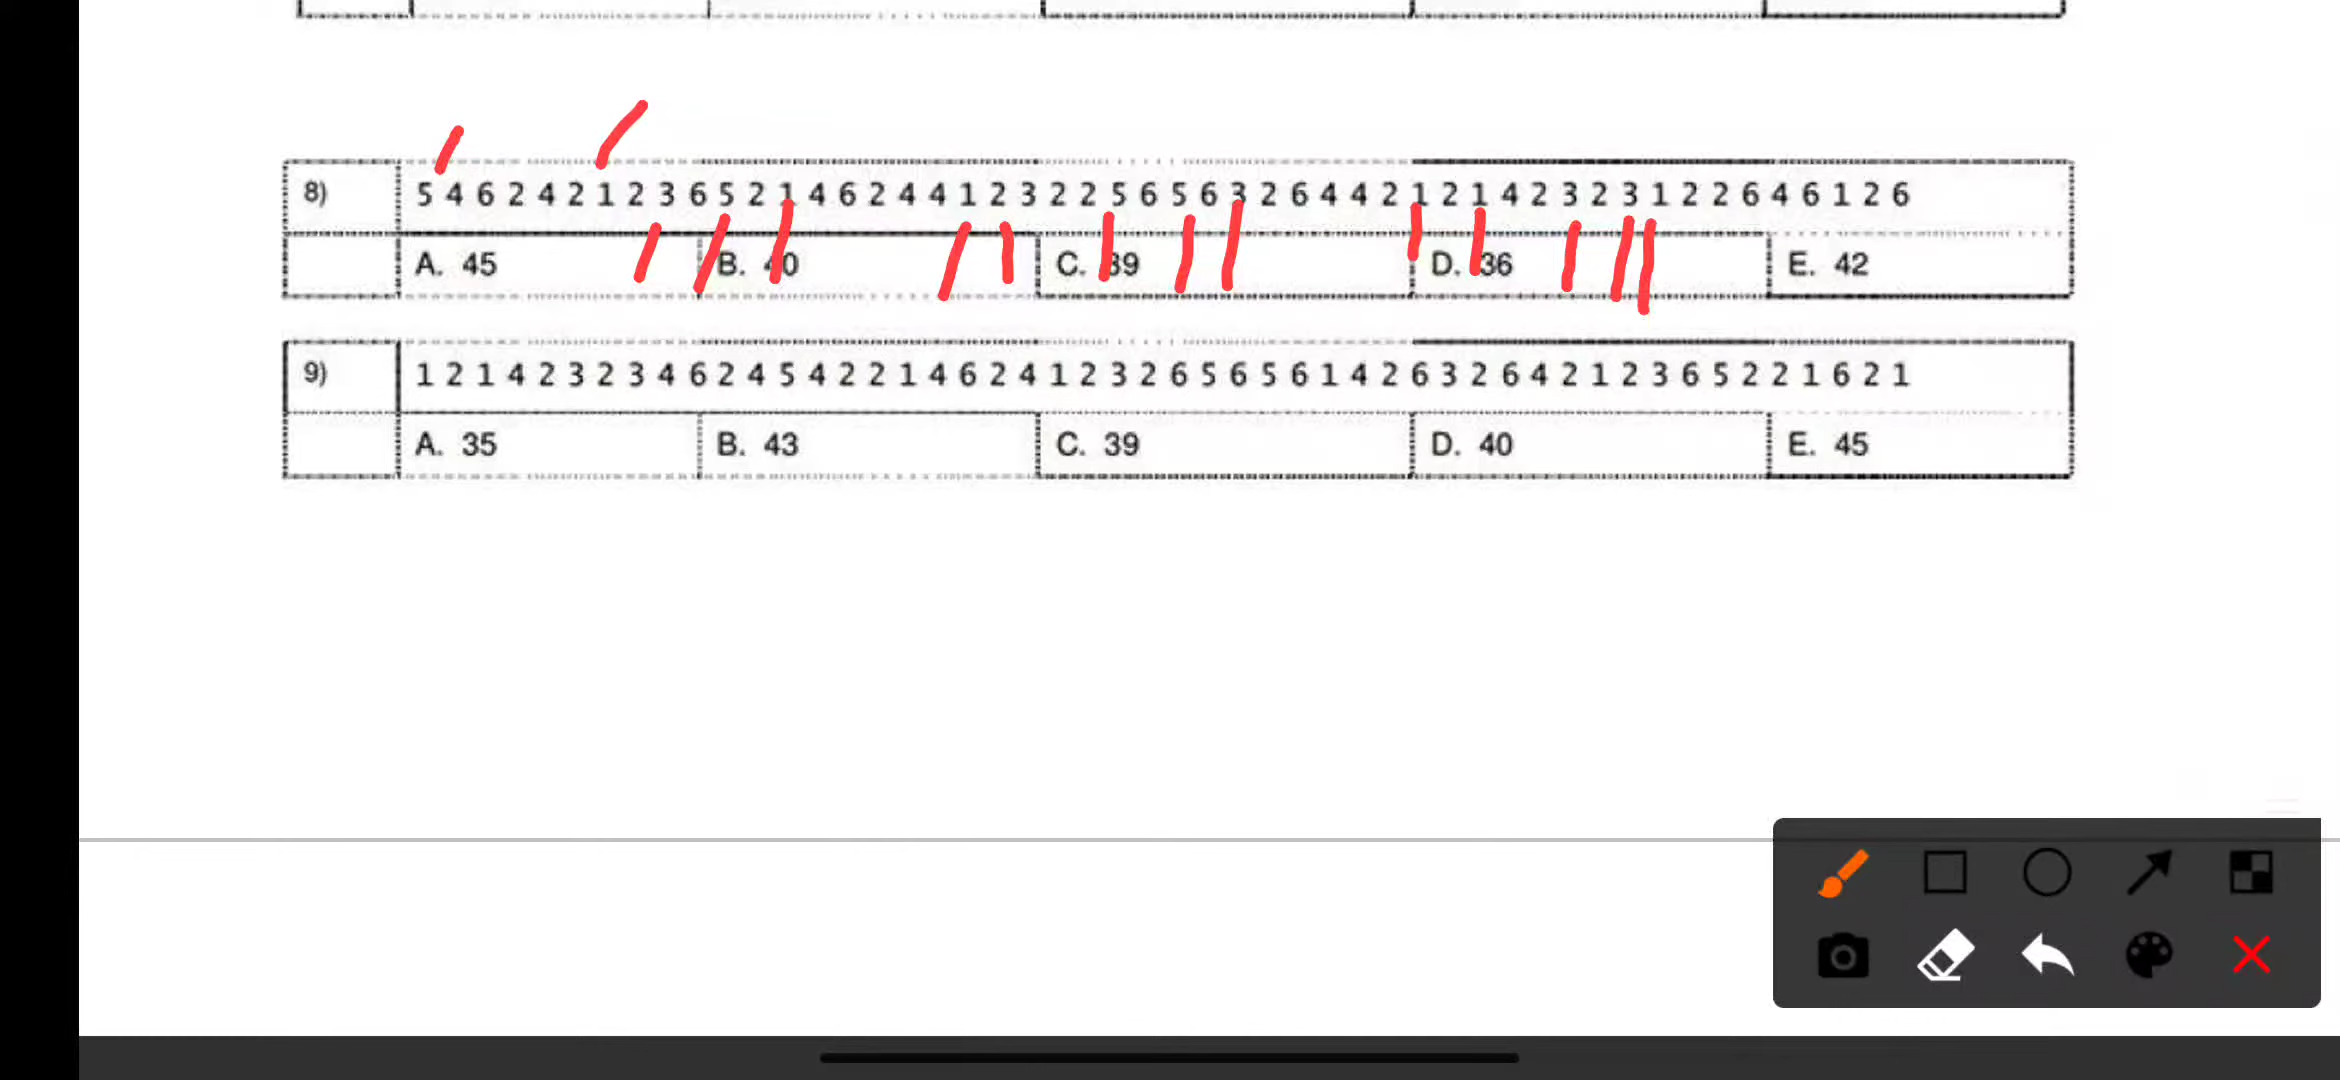 8) 5 4 6 2 4 2 1 2 3 6 5 2 1 4 6 2 4 4 1 2 3 2 2 5 6 5 6 3 2 6 4 4 2 1 2 1 4 2 3 2 3 1 2 2 6 4 6 1 2 6
A. 45 B. 40 C. 39 D. 36 E. 42
9) 1 2 1 4 2 3 2 3 4 6 2 4 5 4 2 2 1 4 6 2 4 1 2 3 2 6 5 6 5 6 1 4 2 6 3 2 6 4 2 1 2 3 6 5 2 2 1 6 2 1
A. 35 B. 43 C. 39 D. 40 E. 45